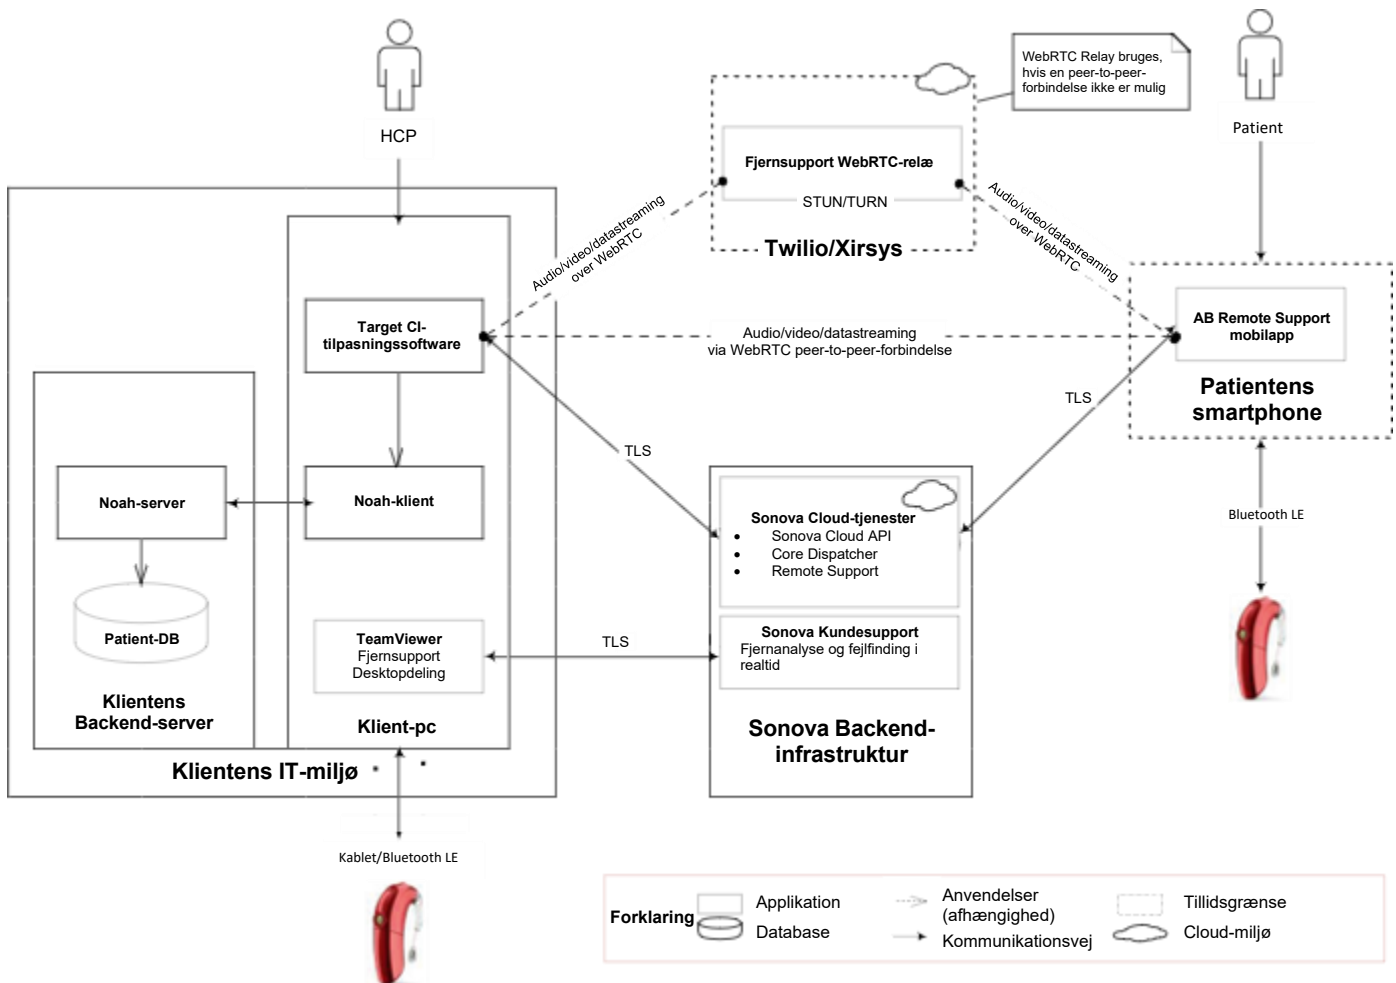 HCP
WebRTC Relay bruges,
hvis en peer-to-peer-
forbindelse ikke er mulig
Patient
Fjernsupport WebRTC-relæ
STUN/TURN
Twilio/Xirsys
Audio/video/datastreaming
over WebRTC
Audio/video/datastreaming
over WebRTC
Target CI-
tilpasningssoftware
Audio/video/datastreaming
via WebRTC peer-to-peer-forbindelse
AB Remote Support
mobilapp
Patientens
smartphone
TLS
TLS
Noah-server
Noah-klient
Sonova Cloud-tjenester
• Sonova Cloud API
• Core Dispatcher
• Remote Support
Bluetooth LE
Patient-DB
TeamViewer
Fjernsupport
Desktopdeling
TLS
Sonova Kundesupport
Fjernanalyse og fejlfinding i
realtid
Klientens
Backend-server
Klient-pc
Sonova Backend-
infrastruktur
Klientens IT-miljø
Kablet/Bluetooth LE
Forklaring
Applikation
Database
Anvendelser
(afhængighed)
Kommunikationsvej
Tillidsgrænse
Cloud-miljø